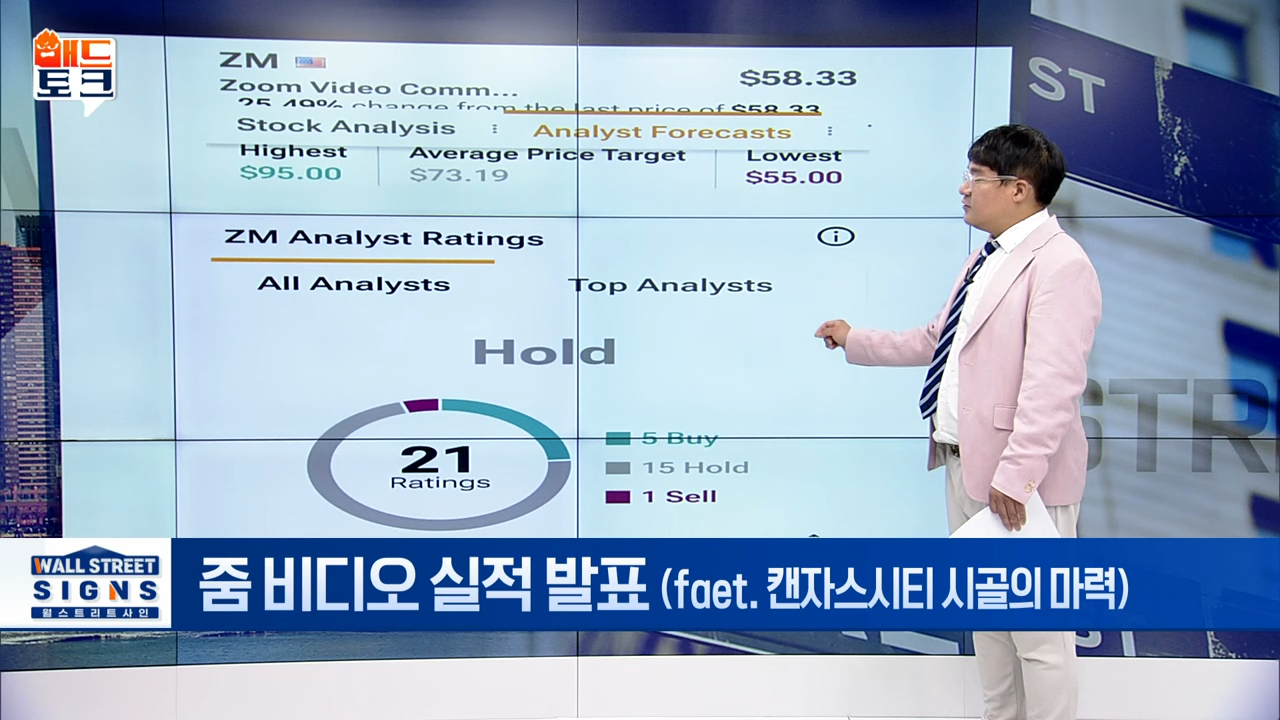 매드
토크
ZM
Zoom Video Comm...
$58.33
25.49% change from the last price of $58.33
Stock Analysis
Analyst Forecasts
Highest
$95.00
Average Price Target
$73.19
Lowest
$55.00
ZM Analyst Ratings
All Analysts
Top Analysts
Hold
21
Ratings
5 Buy
15 Hold
1 Sell
ST
STR
WALL STREET
SIGNS
월스트리트사인
줌 비디오 실적 발표 (faet. 캔자스시티 시골의 마력)